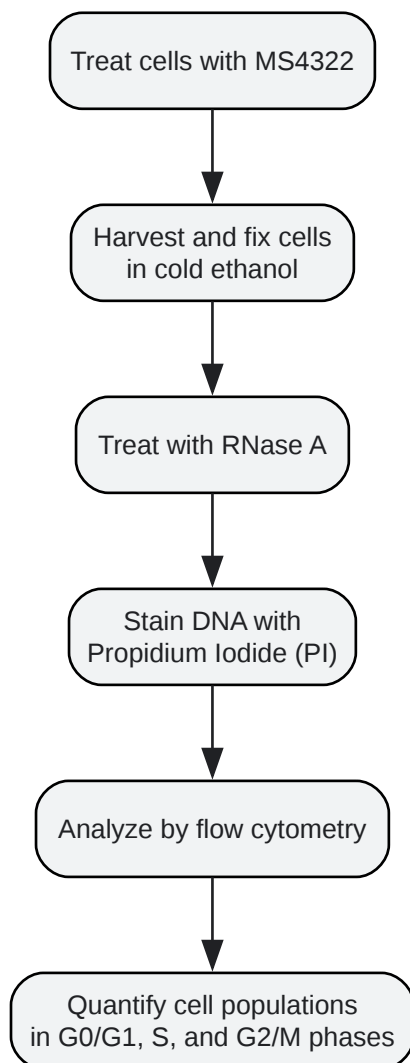 Treat cells with MS4322
Harvest and fix cells
in cold ethanol
Treat with RNase A
Stain DNA with
Propidium Iodide (PI)
Analyze by flow cytometry
Quantify cell populations
in G0/G1, S, and G2/M phases